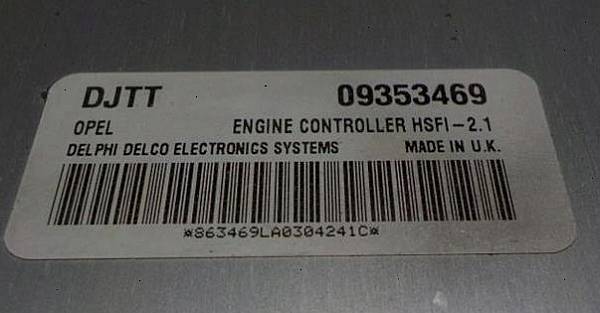 DJTT 09353469
OPEL ENGINE CONTROLLER HSFI-2.1
DELPHI DELCO ELECTRONICS SYSTEMS MADE IN U.K.
*863469LA0304241C*